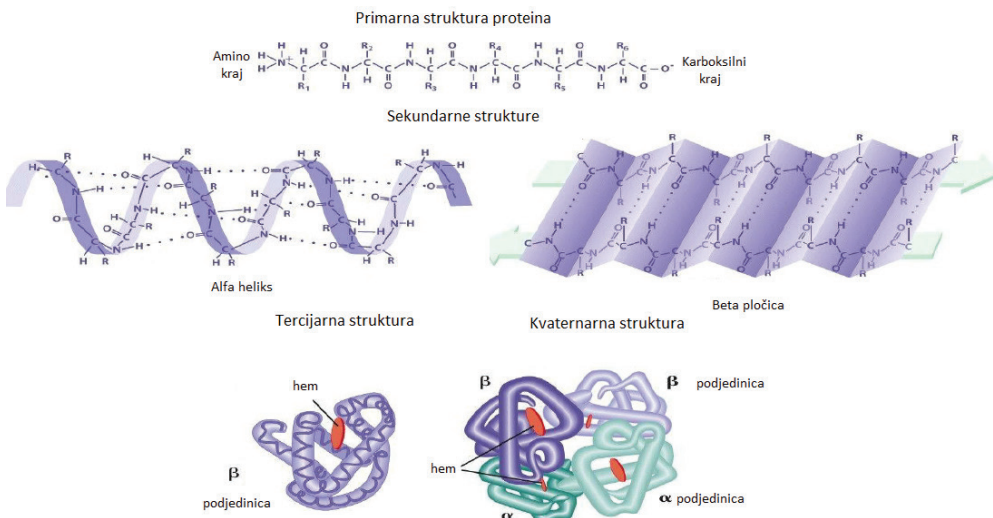 Primarna struktura proteina
Amino
kraj
Karboksilni
kraj
Sekundarne strukture
Alfa heliks
Beta pločica
Tercijarna struktura
Kvaternarna struktura
hem
β
podjedinica
β
β podjedinica
hem
α podjedinica
α